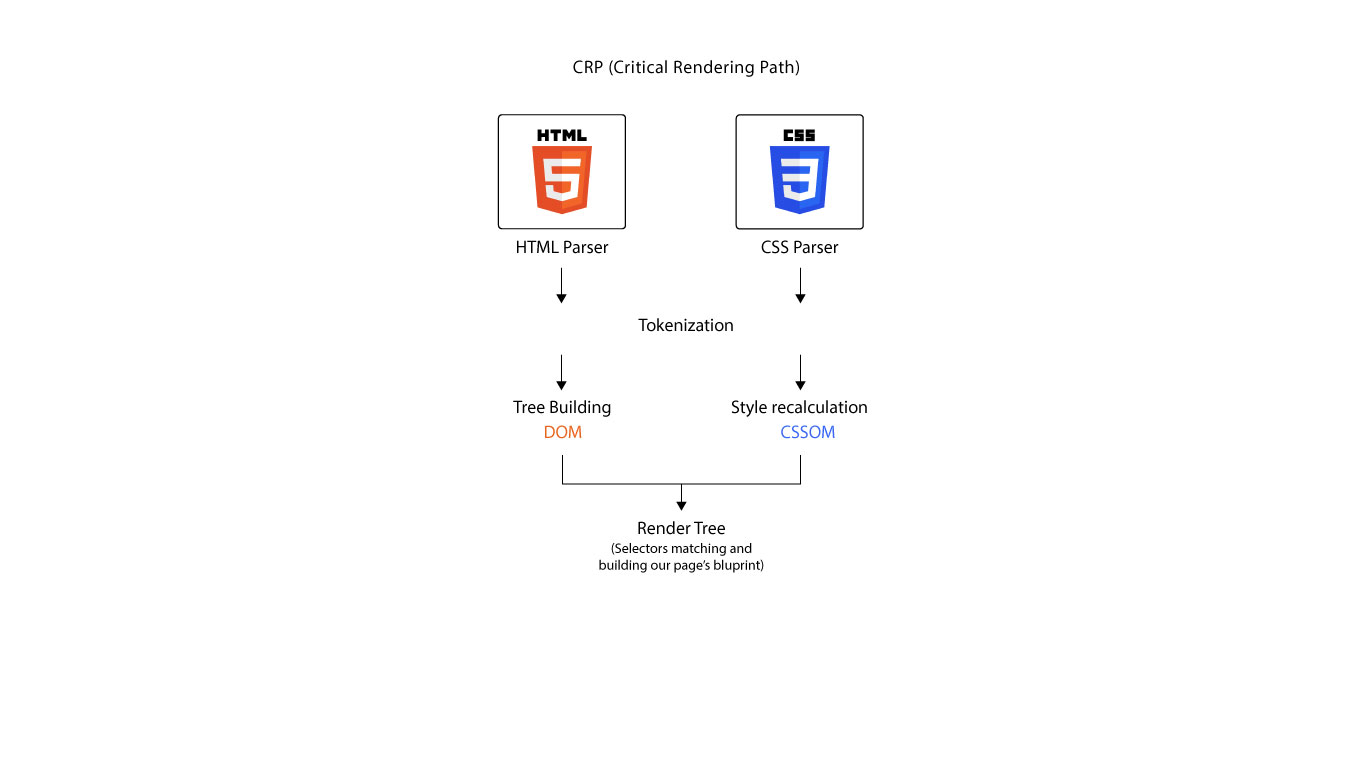 CRP (Critical Rendering Path)
HTML
5
CSS
3
HTML Parser
CSS Parser
Tokenization
Tree Building
DOM
Style recalculation
CSSOM
Render Tree
(Selectors matching and
building our page’s bluprint)